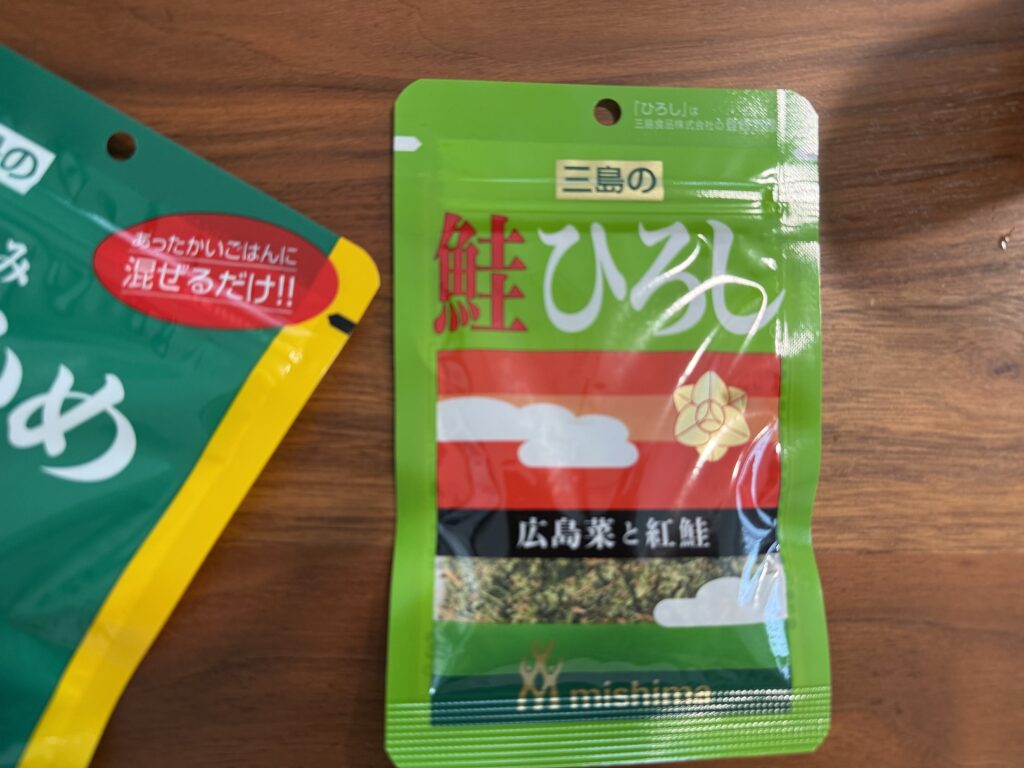 の
み
め
あったかいごはんに
混ぜるだけ!!
「ひろし」は
三島食品株式会社の
三島の
鮭ひろし
広島菜と紅鮭
mishima